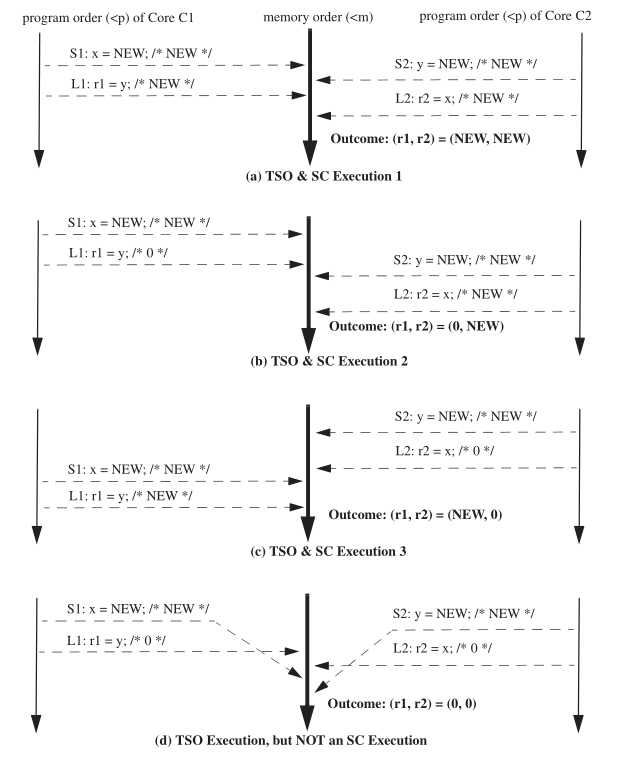 program order (<p) of Core C1 memory order (<m) program order (<p) of Core C2
S1: x = NEW; /* NEW */
S2: y = NEW; /* NEW */
L1: r1 = y; /* NEW */
L2: r2 = x; /* NEW */
Outcome: (r1, r2) = (NEW, NEW)
(a) TSO & SC Execution 1
S1: x = NEW; /* NEW */
L1: r1 = y; /* 0 */
S2: y = NEW; /* NEW */
L2: r2 = x; /* NEW */
Outcome: (r1, r2) = (0, NEW)
(b) TSO & SC Execution 2
S2: y = NEW; /* NEW */
L2: r2 = x; /* 0 */
S1: x = NEW; /* NEW */
L1: r1 = y; /* NEW */
Outcome: (r1, r2) = (NEW, 0)
(c) TSO & SC Execution 3
S1: x = NEW; /* NEW */
S2: y = NEW; /* NEW */
L1: r1 = y; /* 0 */
L2: r2 = x; /* 0 */
Outcome: (r1, r2) = (0, 0)
(d) TSO Execution, but NOT an SC Execution